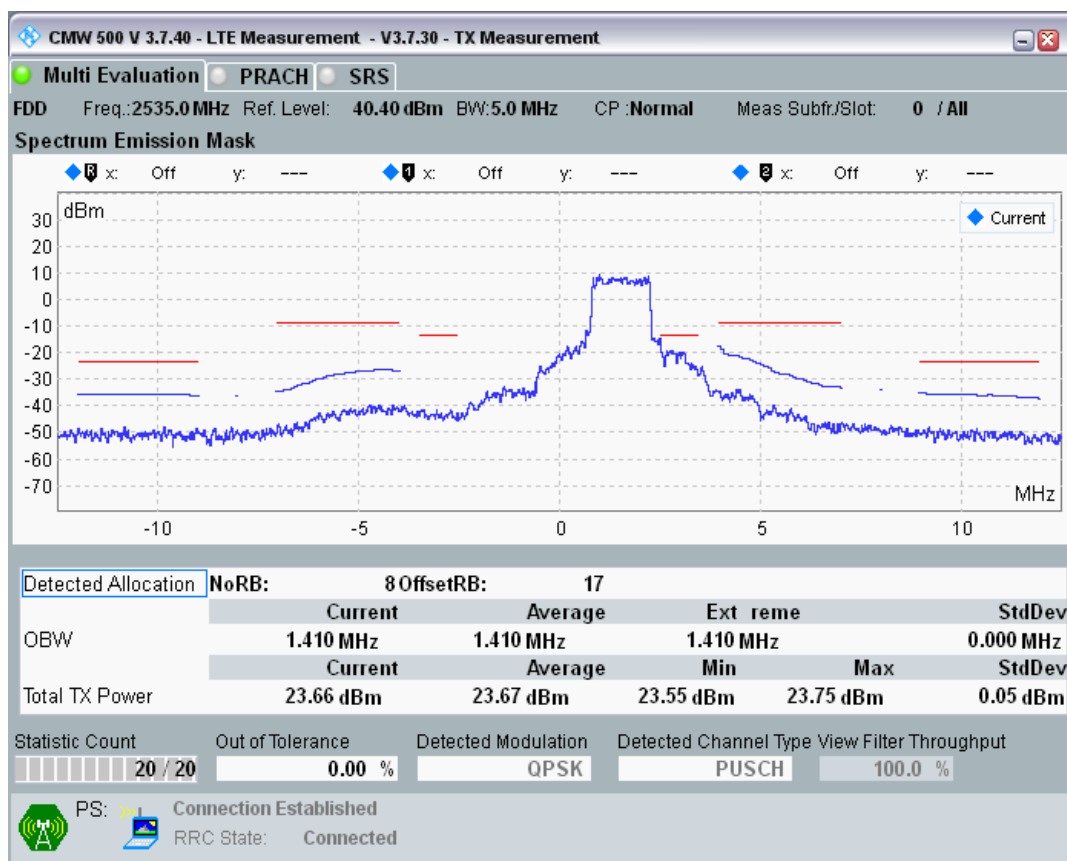 CMW 500 V 3.7.40 - LTE Measurement - V3.7.30 - TX Measurement
Multi Evaluation PRACH SRS
FDD Freq.:2535.0 MHz Ref. Level: 40.40 dBm BW:5.0 MHz CP :Normal Meas Subfr./Slot: 0 / All
Spectrum Emission Mask
R x: Off y: --- 1 x: Off y: --- 2 x: Off y: ---
dBm
Current
30
20
10
0
-10
-20
-30
-40
-50
-60
-70
MHz
-10 -5 0 5 10
Detected Allocation NoRB: 8 OffsetRB: 17
Current Average Ext reme StdDev
OBW 1.410 MHz 1.410 MHz 1.410 MHz 0.000 MHz
Current Average Min Max StdDev
Total TX Power 23.66 dBm 23.67 dBm 23.55 dBm 23.75 dBm 0.05 dBm
Statistic Count Out of Tolerance Detected Modulation Detected Channel Type View Filter Throughput
20 / 20 0.00 % QPSK PUSCH 100.0 %
PS: Connection Established
RRC State: Connected